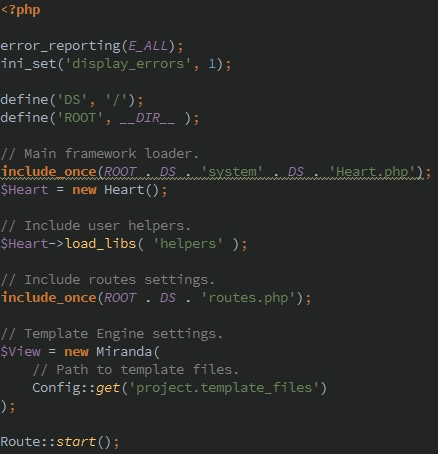 <?php
error_reporting(E_ALL);
ini_set('display_errors', 1);
define('DS', '/');
define('ROOT', __DIR__ );
// Main framework loader.
include_once(ROOT . DS . 'system' . DS . 'Heart.php');
$Heart = new Heart();
// Include user helpers.
$Heart->load_libs( 'helpers' );
// Include routes settings.
include_once(ROOT . DS . 'routes.php');
// Template Engine settings.
$View = new Miranda(
// Path to template files.
Config::get('project.template_files')
);
Route::start();